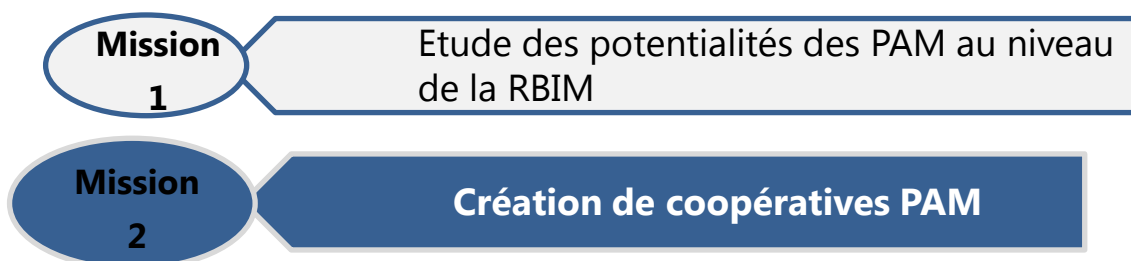 Mission
1
Etude des potentialités des PAM au niveau
de la RBIM
Mission
2
Création de coopératives PAM